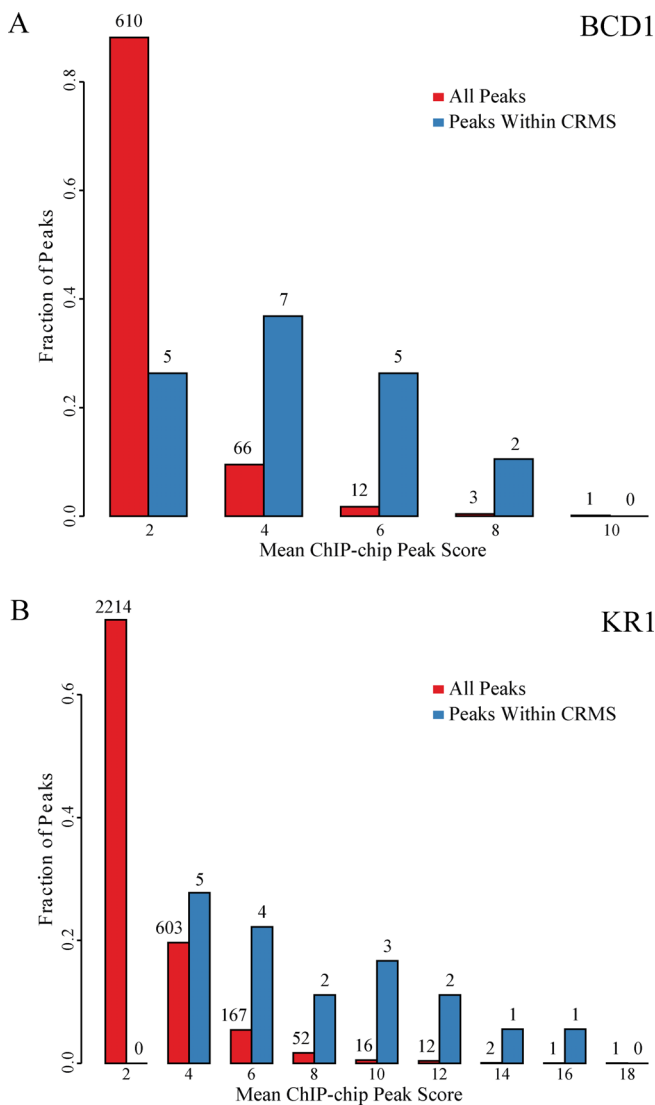 A
BCD1
610
All Peaks
Peaks Within CRMS
Fraction of Peaks
0.8
0.6
0.4
0.2
0.0
5
66
7
12
5
3
2
1 0
2 4 6 8 10
Mean ChIP-chip Peak Score
B
KR1
2214
All Peaks
Peaks Within CRMS
Fraction of Peaks
0.6
0.4
0.2
0.0
0
603
5
167
4
52
2
16
3
12
2
2
1
1
1
1 0
2 4 6 8 10 12 14 16 18
Mean ChIP-chip Peak Score